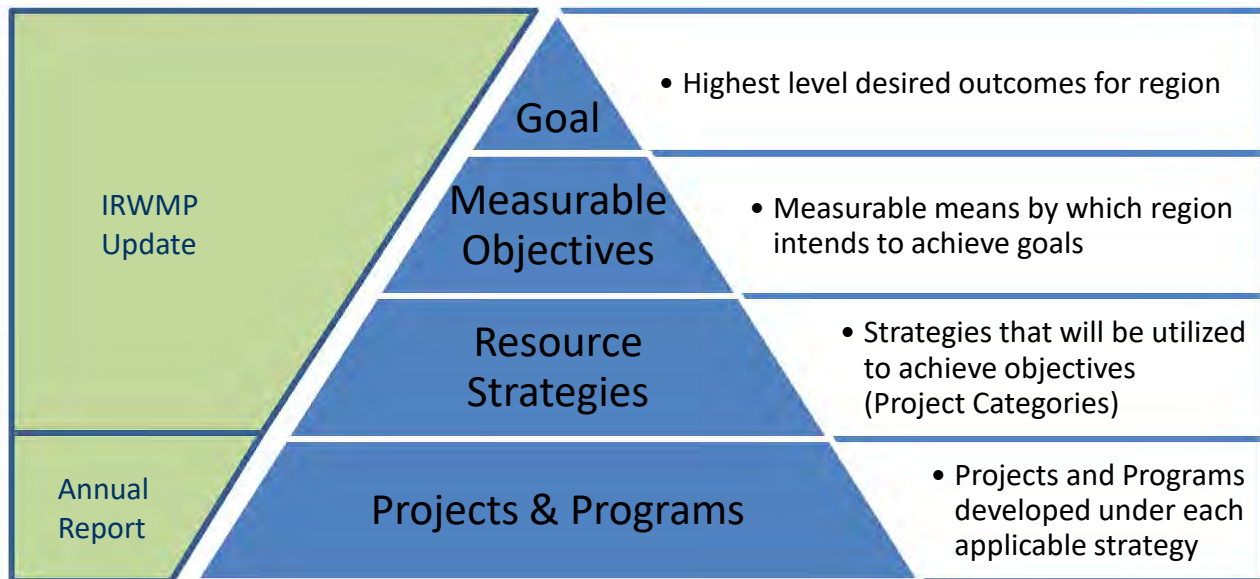 Goal
• Highest level desired outcomes for region
IRWMP
Update
Measurable
Objectives
• Measurable means by which region
intends to achieve goals
Resource
Strategies
• Strategies that will be utilized
to achieve objectives
(Project Categories)
Annual
Report
Projects & Programs
• Projects and Programs
developed under each
applicable strategy